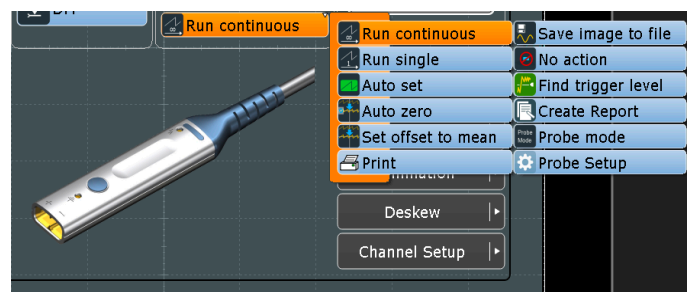 Run continuous
Run continuous
Save image to file
Run single
No action
Auto set
Find trigger level
Auto zero
Create Report
Set offset to mean
Probe Mode
Probe mode
Print
Probe Setup
Deskew
Channel Setup